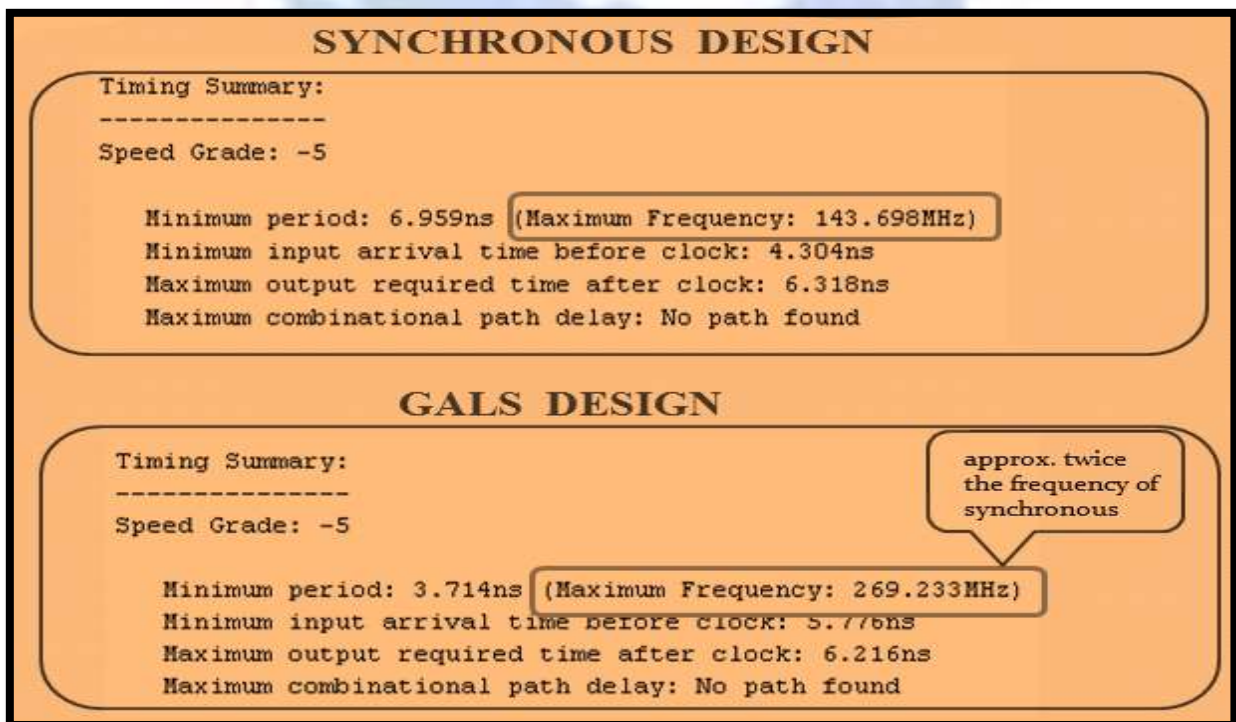 SYNCHRONOUS DESIGN
Timing Summary:
---------------
Speed Grade: -5
Minimum period: 6.959ns (Maximum Frequency: 143.698MHz)
Minimum input arrival time before clock: 4.304ns
Maximum output required time after clock: 6.318ns
Maximum combinational path delay: No path found
GALS DESIGN
Timing Summary:
---------------
Speed Grade: -5
approx. twice
the frequency of
synchronous
Minimum period: 3.714ns (Maximum Frequency: 269.233MHz)
Minimum input arrival time before clock: 5.776ns
Maximum output required time after clock: 6.216ns
Maximum combinational path delay: No path found